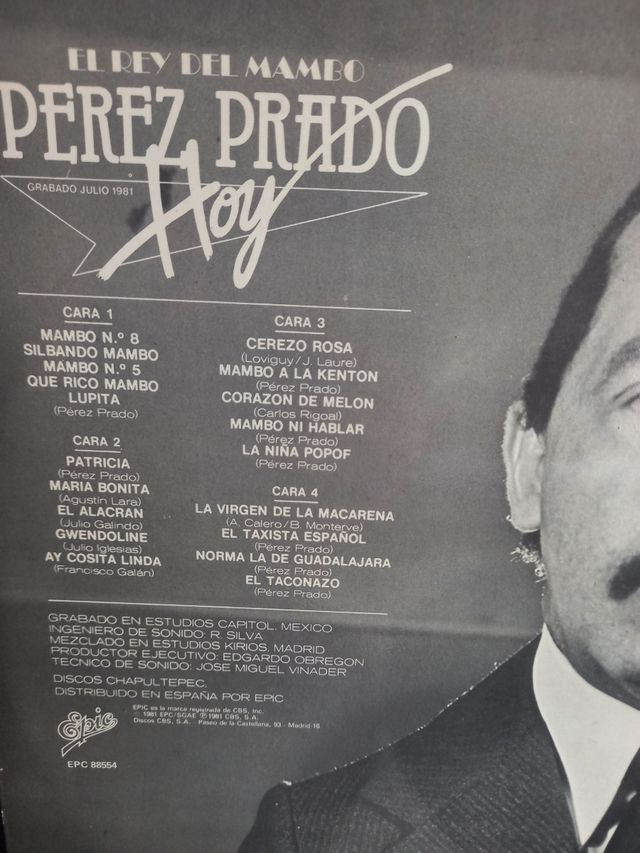 EL REY DEL MAMBO
PEREZ PRADO
GRABADO JULIO 1981
Hoy
CARA 1
MAMBO N.º 8
SILBANDO MAMBO
MAMBO N.º 5
QUE RICO MAMBO
LUPITA
(Pérez Prado)
CARA 2
PATRICIA
(Pérez Prado)
MARIA BONITA
(Agustín Lara)
EL ALACRAN
(Julio Galindo)
GWENDOLINE
(Julio Iglesias)
AY COSITA LINDA
(Francisco Galán)
CARA 3
CEREZO ROSA
(Loviguy/J. Laure)
MAMBO A LA KENTON
(Pérez Prado)
CORAZON DE MELON
(Carlos Rigoal)
MAMBO NI HABLAR
(Pérez Prado)
LA NIÑA POPOF
(Pérez Prado)
CARA 4
LA VIRGEN DE LA MACARENA
(A. Calero/B. Monterve)
EL TAXISTA ESPAÑOL
(Pérez Prado)
NORMA LA DE GUADALAJARA
(Pérez Prado)
EL TACONAZO
(Pérez Prado)
GRABADO EN ESTUDIOS CAPITOL. MEXICO
INGENIERO DE SONIDO: R. SILVA
MEZCLADO EN ESTUDIOS KIRIOS, MADRID
PRODUCTOR EJECUTIVO: EDGARDO OBREGON
TECNICO DE SONIDO: JOSE MIGUEL VINADER
DISCOS CHAPULTEPEC,
DISTRIBUIDO EN ESPAÑA POR EPIC
Epic
EPIC es la marca registrada de CBS, Inc.
© 1981 EPC/SGAE ℗ 1981 CBS, S.A.
Discos CBS, S.A. - Paseo de la Castellana, 93 - Madrid-16
EPC 88554